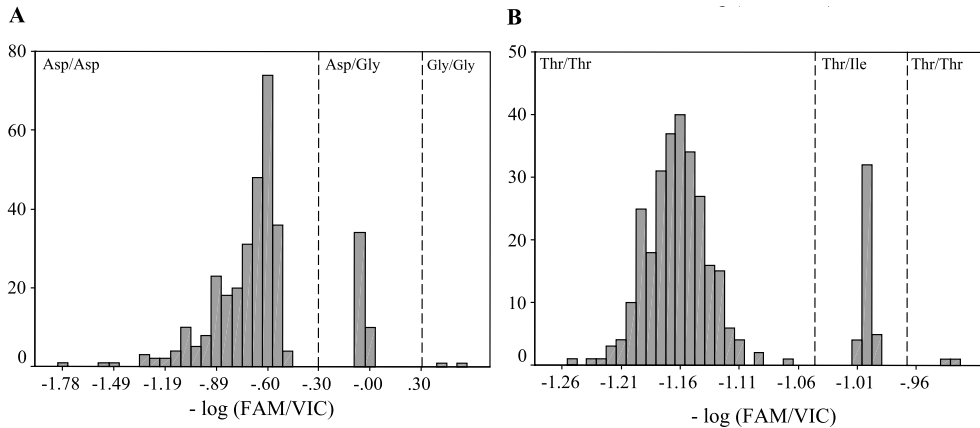 A
B
80
60
40
20
0
Asp/Asp
Asp/Gly
Gly/Gly
-1.78 -1.49 -1.19 -.89 -.60 -.30 -.00 .30
- log (FAM/VIC)
50
40
30
20
10
0
Thr/Thr
Thr/Ile
Thr/Thr
-1.26 -1.21 -1.16 -1.11 -1.06 -1.01 -.96
- log (FAM/VIC)